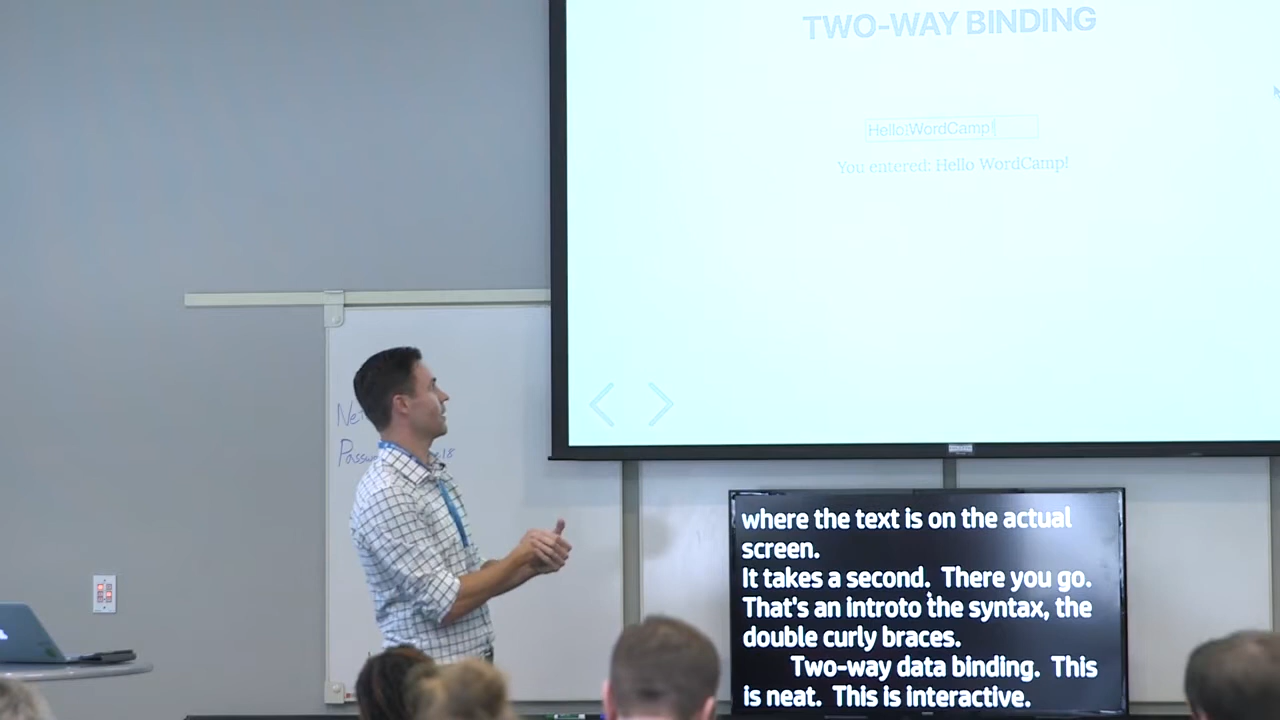 TWO-WAY BINDING
Hello WordCamp!
You entered: Hello WordCamp!
where the text is on the actual
screen.
It takes a second. There you go.
That's an introto the syntax, the
double curly braces.
Two-way data binding. This
is neat. This is interactive.